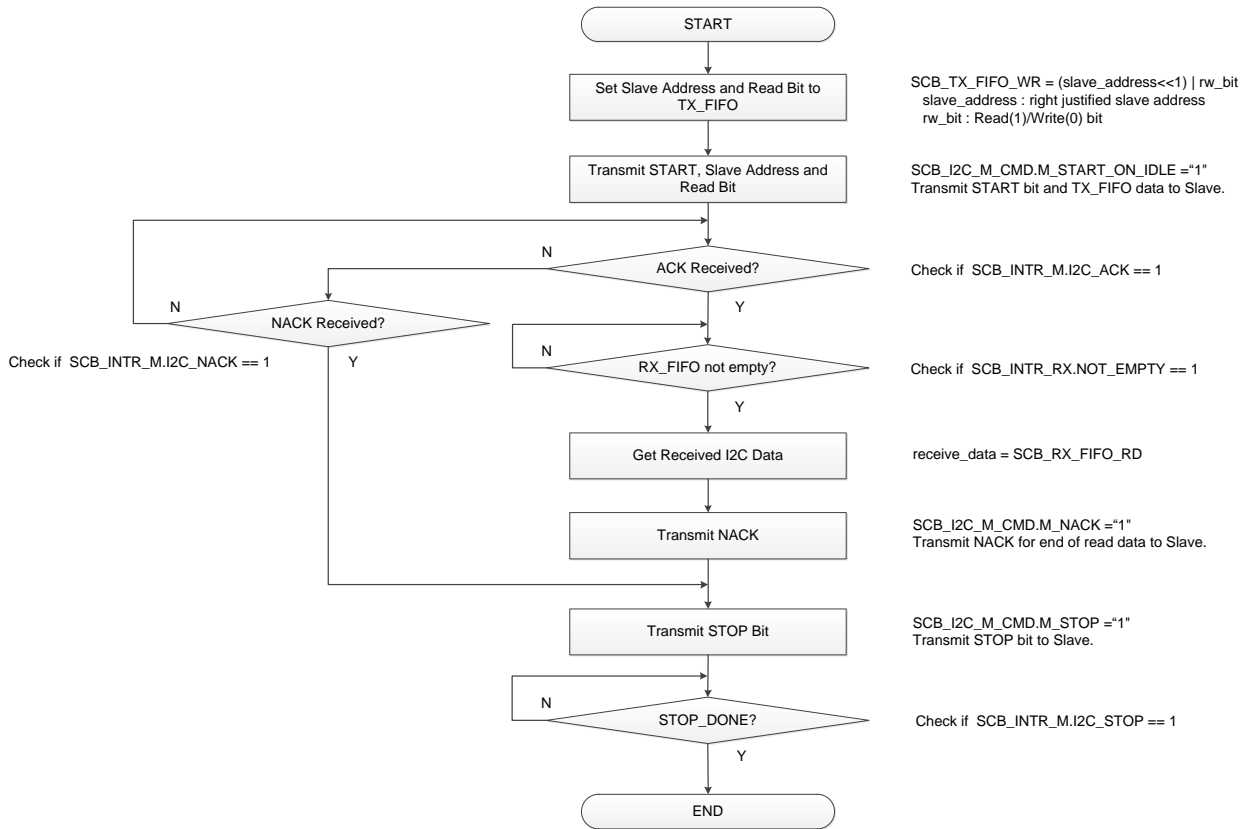 START
Set Slave Address and Read Bit to
TX_FIFO
SCB_TX_FIFO_WR = (slave_address<<1) | rw_bit
slave_address : right justified slave address
rw_bit : Read(1)/Write(0) bit
Transmit START, Slave Address and
Read Bit
SCB_I2C_M_CMD.M_START_ON_IDLE =“1"
Transmit START bit and TX_FIFO data to Slave.
N
ACK Received?
Check if SCB_INTR_M.I2C_ACK == 1
Y
N
NACK Received?
Check if SCB_INTR_M.I2C_NACK == 1
Y
N
RX_FIFO not empty?
Check if SCB_INTR_RX.NOT_EMPTY == 1
Y
Get Received I2C Data
receive_data = SCB_RX_FIFO_RD
Transmit NACK
SCB_I2C_M_CMD.M_NACK =“1"
Transmit NACK for end of read data to Slave.
Transmit STOP Bit
SCB_I2C_M_CMD.M_STOP =“1"
Transmit STOP bit to Slave.
N
STOP_DONE?
Check if SCB_INTR_M.I2C_STOP == 1
Y
END